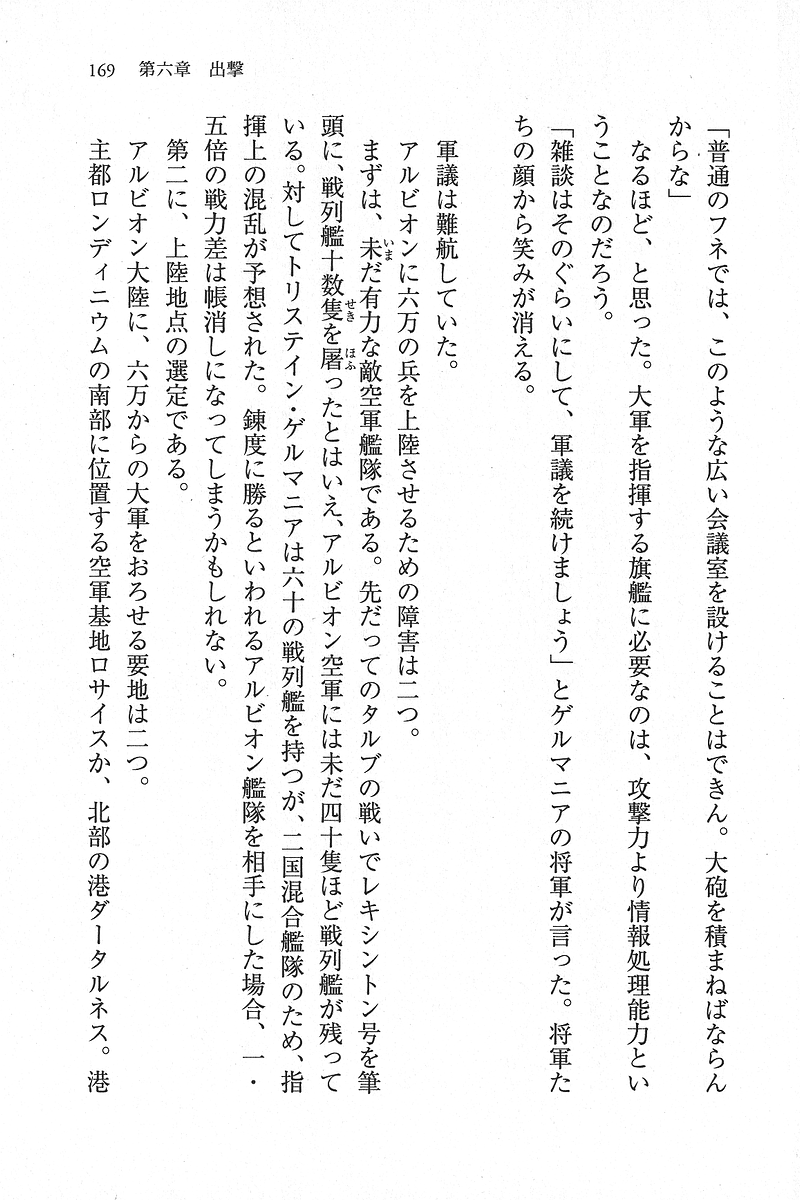 169　第六章　出撃
「普通のフネでは、このような広い会議室を設けることはできん。大砲を積まねばならん
からな」
　なるほど、と思った。大軍を指揮する旗艦に必要なのは、攻撃力より情報処理能力とい
うことなのだろう。
「雑談はそのぐらいにして、軍議を続けましょう」とゲルマニアの将軍が言った。将軍た
ちの顔から笑みが消える。
　軍議は難航していた。
　アルビオンに六万の兵を上陸させるための障害は二つ。
　まずは、未だ有力な敵空軍艦隊である。先だってのタルブの戦いでレキシントン号を筆
頭に、戦列艦十数隻を屠ったとはいえ、アルビオン空軍には未だ四十隻ほど戦列艦が残って
いる。対してトリステイン・ゲルマニアは六十の戦列艦を持つが、二国混合艦隊のため、指
揮上の混乱が予想された。錬度に勝るといわれるアルビオン艦隊を相手にした場合、一・
五倍の戦力差は帳消しになってしまうかもしれない。
　第二に、上陸地点の選定である。
　アルビオン大陸に、六万からの大軍をおろせる要地は二つ。
　主都ロンディニウムの南部に位置する空軍基地ロサイスか、北部の港ダータルネス。港